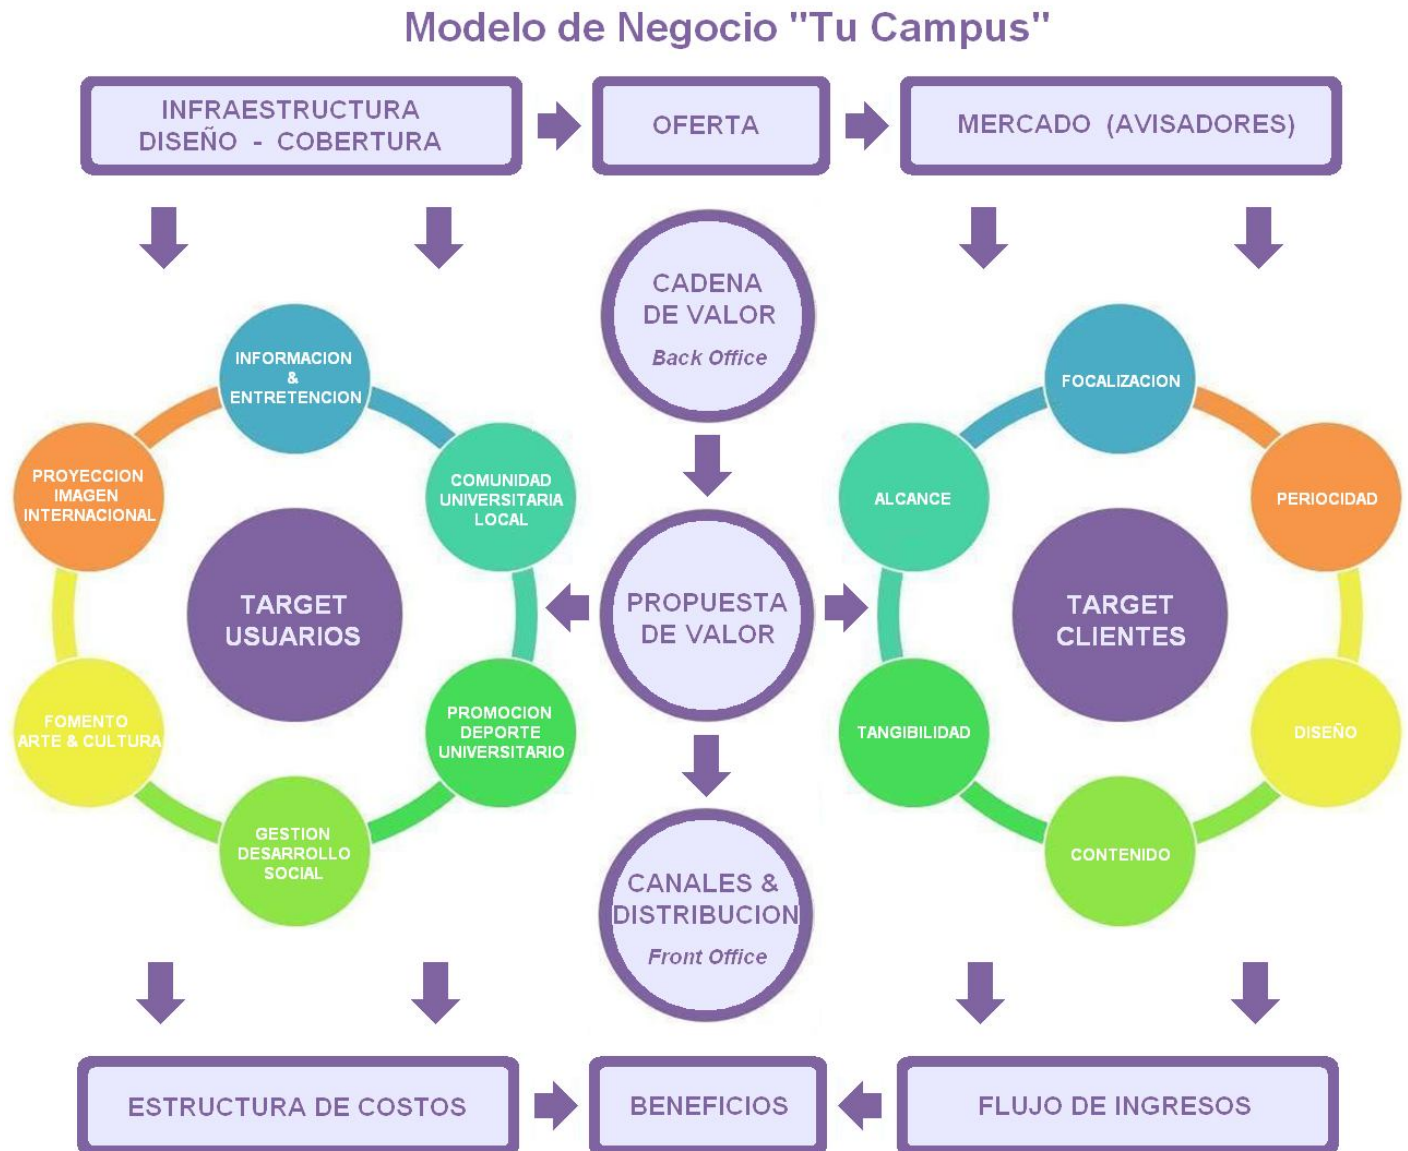 Modelo de Negocio "Tu Campus"
INFRAESTRUCTURA
DISEÑO - COBERTURA
OFERTA
MERCADO (AVISADORES)
CADENA
DE VALOR
Back Office
INFORMACION
&
ENTRETENCION
PROYECCION
IMAGEN
INTERNACIONAL
COMUNIDAD
UNIVERSITARIA
LOCAL
TARGET
USUARIOS
FOMENTO
ARTE & CULTURA
PROMOCION
DEPORTE
UNIVERSITARIO
GESTION
DESARROLLO
SOCIAL
PROPUESTA
DE VALOR
FOCALIZACION
ALCANCE
PERIOCIDAD
TARGET
CLIENTES
TANGIBILIDAD
DISEÑO
CONTENIDO
CANALES &
DISTRIBUCION
Front Office
ESTRUCTURA DE COSTOS
BENEFICIOS
FLUJO DE INGRESOS